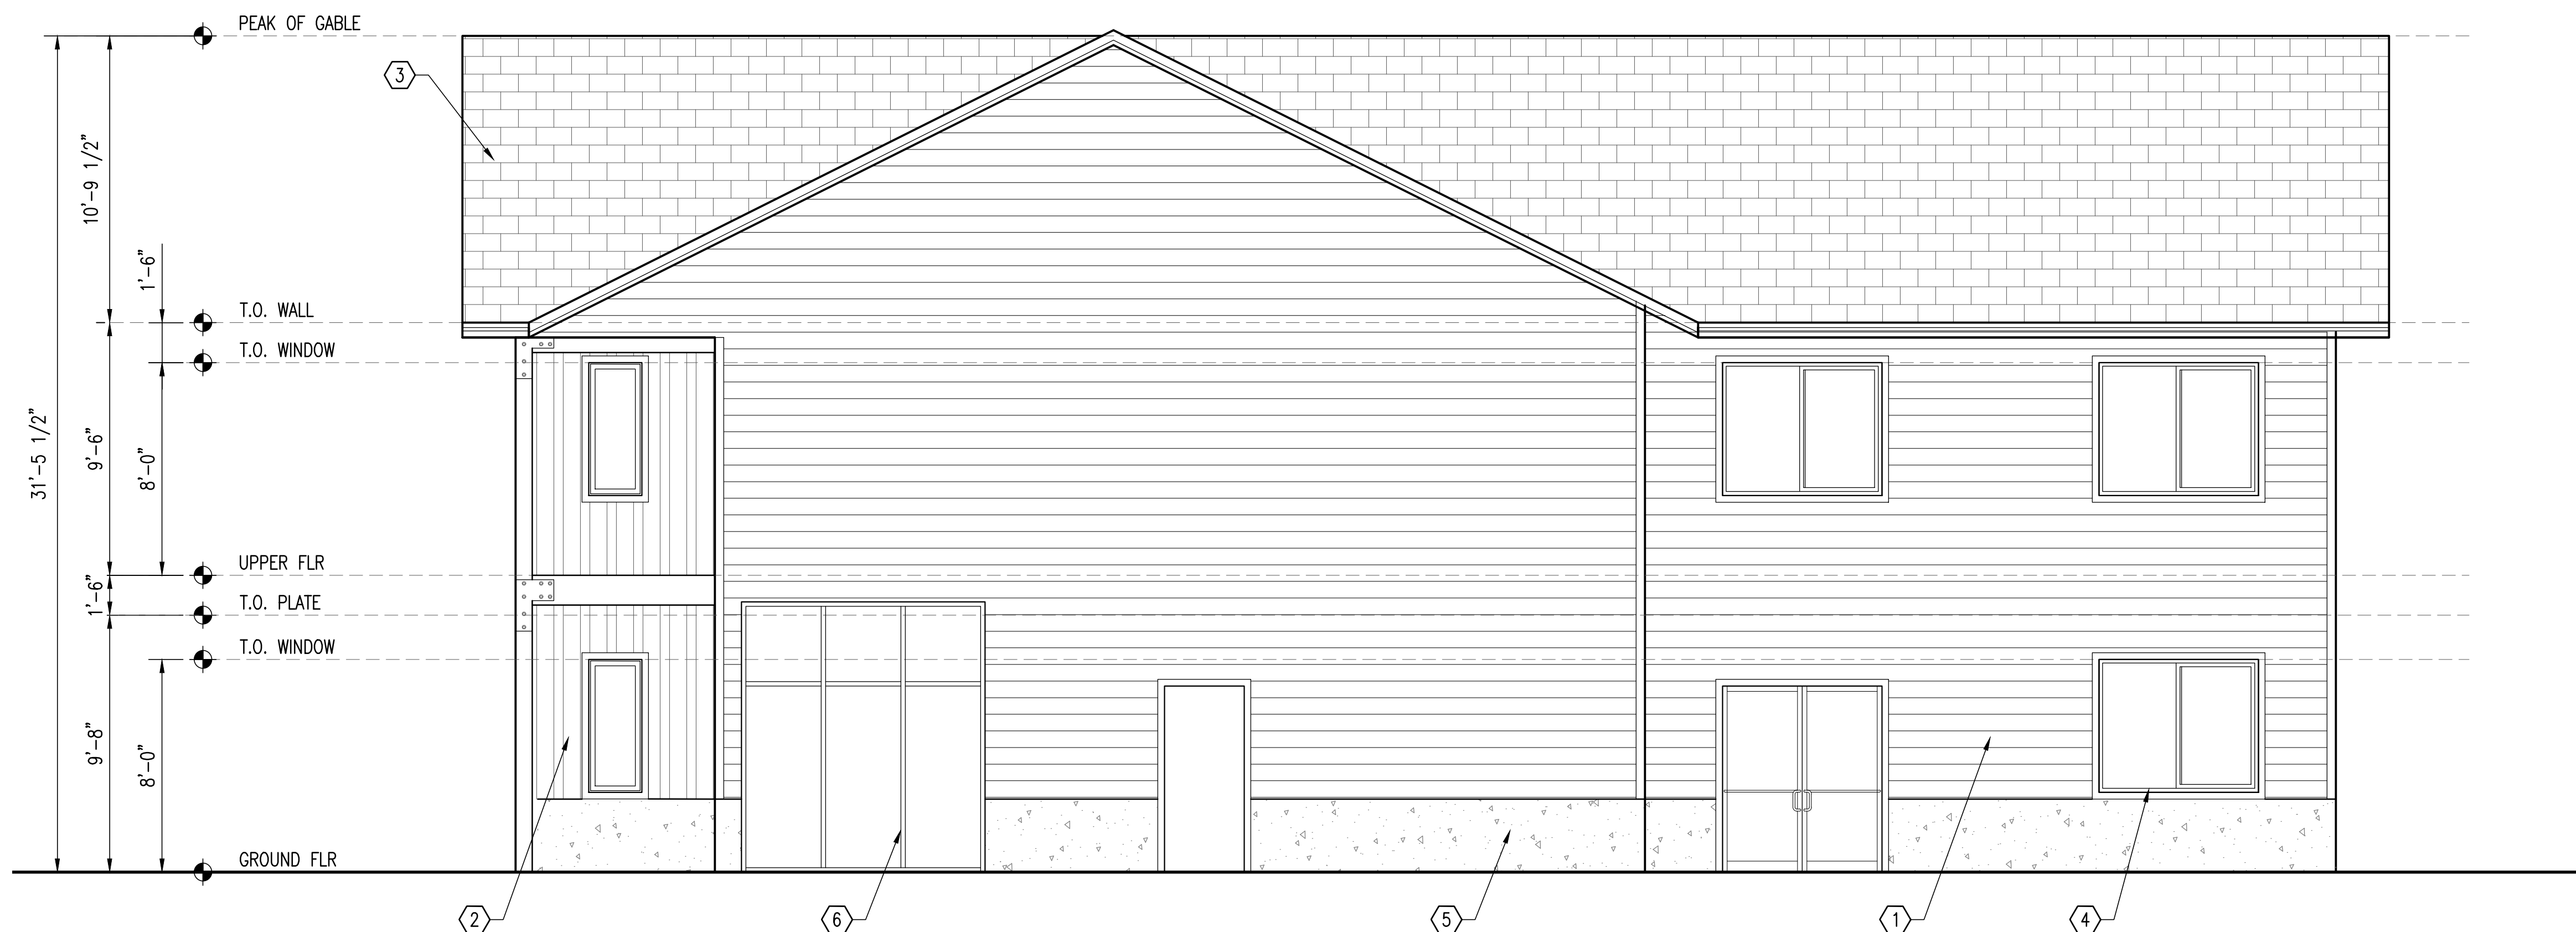 PEAK OF GABLE
3
10'-9 1/2"
1'-6"
T.O. WALL
T.O. WINDOW
31'-5 1/2"
9'-6"
8'-0"
UPPER FLR
1'-6"
T.O. PLATE
T.O. WINDOW
9'-8"
8'-0"
GROUND FLR
2
6
5
1
4